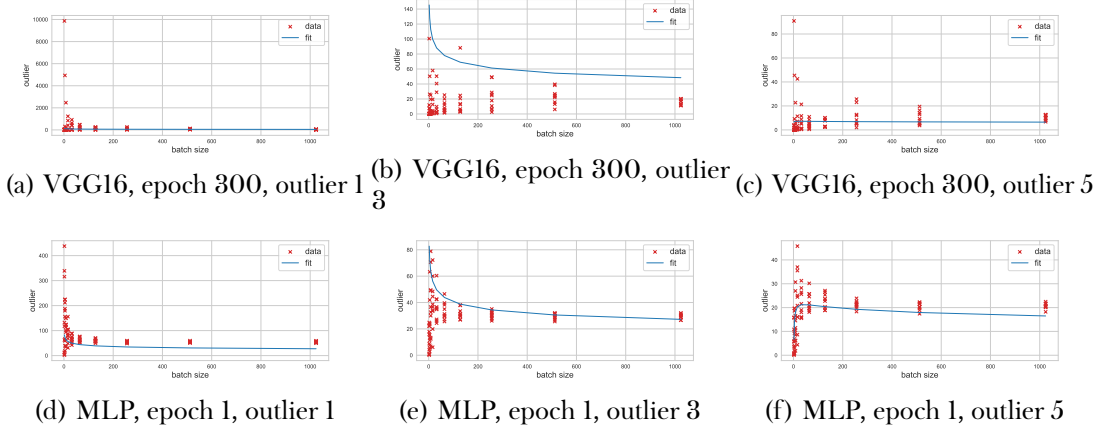 10000
8000
6000
4000
2000
0
outlier
0 200 400 600 800 1000
batch size
data
fit
(a) VGG16, epoch 300, outlier 1
140
120
100
80
60
40
20
0
outlier
0 200 400 600 800 1000
batch size
data
fit
(b) VGG16, epoch 300, outlier
3
80
60
40
20
0
outlier
0 200 400 600 800 1000
batch size
data
fit
(c) VGG16, epoch 300, outlier 5
400
300
200
100
0
outlier
0 200 400 600 800 1000
batch size
data
fit
(d) MLP, epoch 1, outlier 1
80
60
40
20
0
outlier
0 200 400 600 800 1000
batch size
data
fit
(e) MLP, epoch 1, outlier 3
40
30
20
10
0
outlier
0 200 400 600 800 1000
batch size
data
fit
(f) MLP, epoch 1, outlier 5